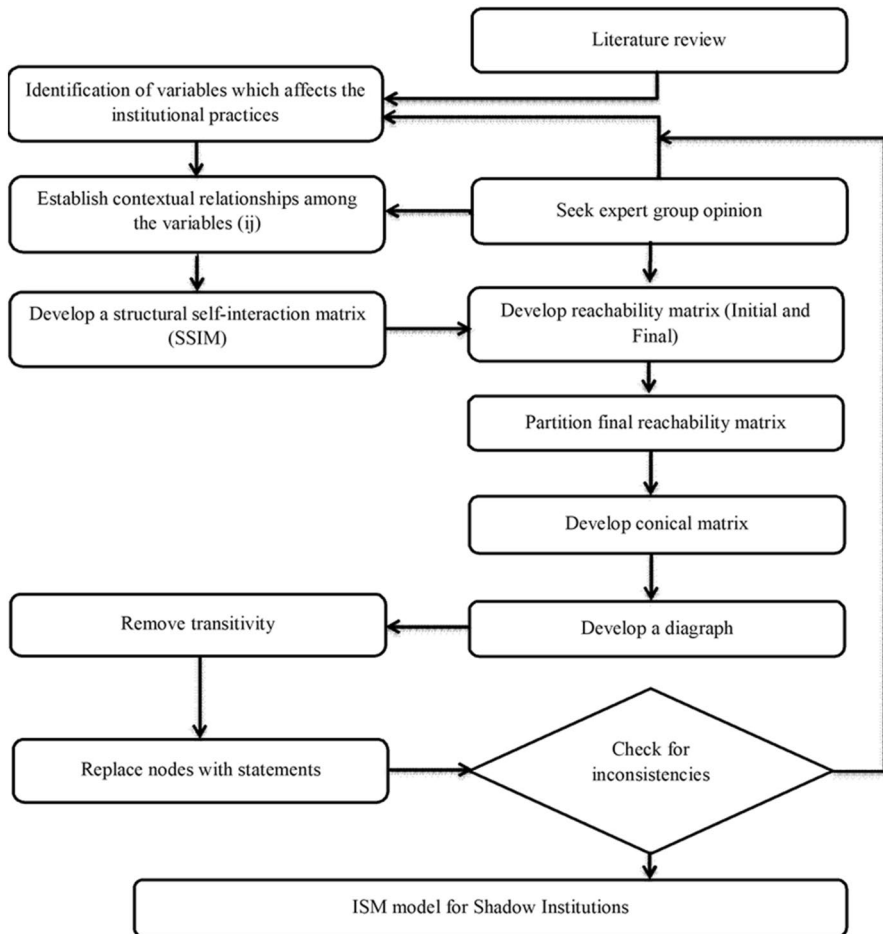 Literature review
Identification of variables which affects the
institutional practices
Establish contextual relationships among
the variables (ij)
Seek expert group opinion
Develop a structural self-interaction matrix
(SSIM)
Develop reachability matrix (Initial and
Final)
Partition final reachability matrix
Develop conical matrix
Remove transitivity
Develop a diagraph
Replace nodes with statements
Check for
inconsistencies
ISM model for Shadow Institutions